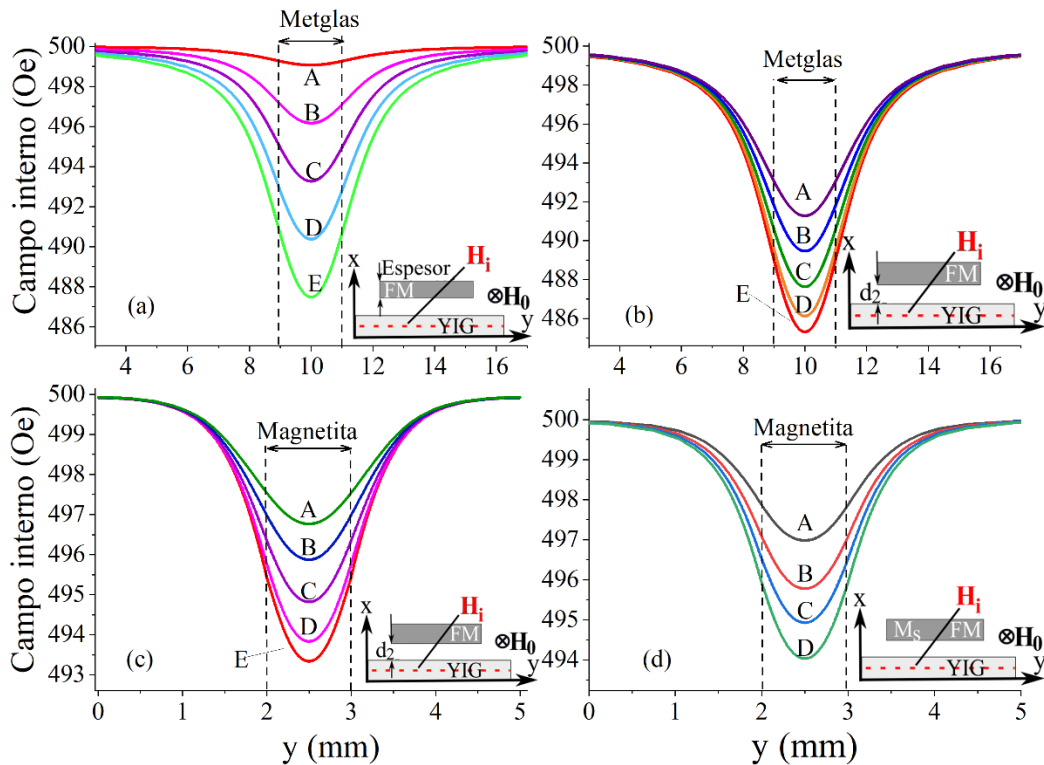 Metglas
500
498
496
494
492
490
488
486
Campo interno (Oe)
A
B
C
D
E
(a)
x
Espesor
FM
Hi
⊗H0
YIG
y
4
6
8
10
12
14
16
Metglas
500
498
496
494
492
490
488
486
A
B
C
D
E
(b)
x
Hi
FM
d2
⊗H0
YIG
y
4
6
8
10
12
14
16
Magnetita
500
499
498
497
496
495
494
493
Campo interno (Oe)
A
B
C
D
E
(c)
x
Hi
FM
d2
⊗H0
YIG
y
0
1
2
3
4
5
y (mm)
Magnetita
500
499
498
497
496
495
494
A
B
C
D
(d)
x
Hi
MS FM
⊗H0
YIG
y
0
1
2
3
4
5
y (mm)